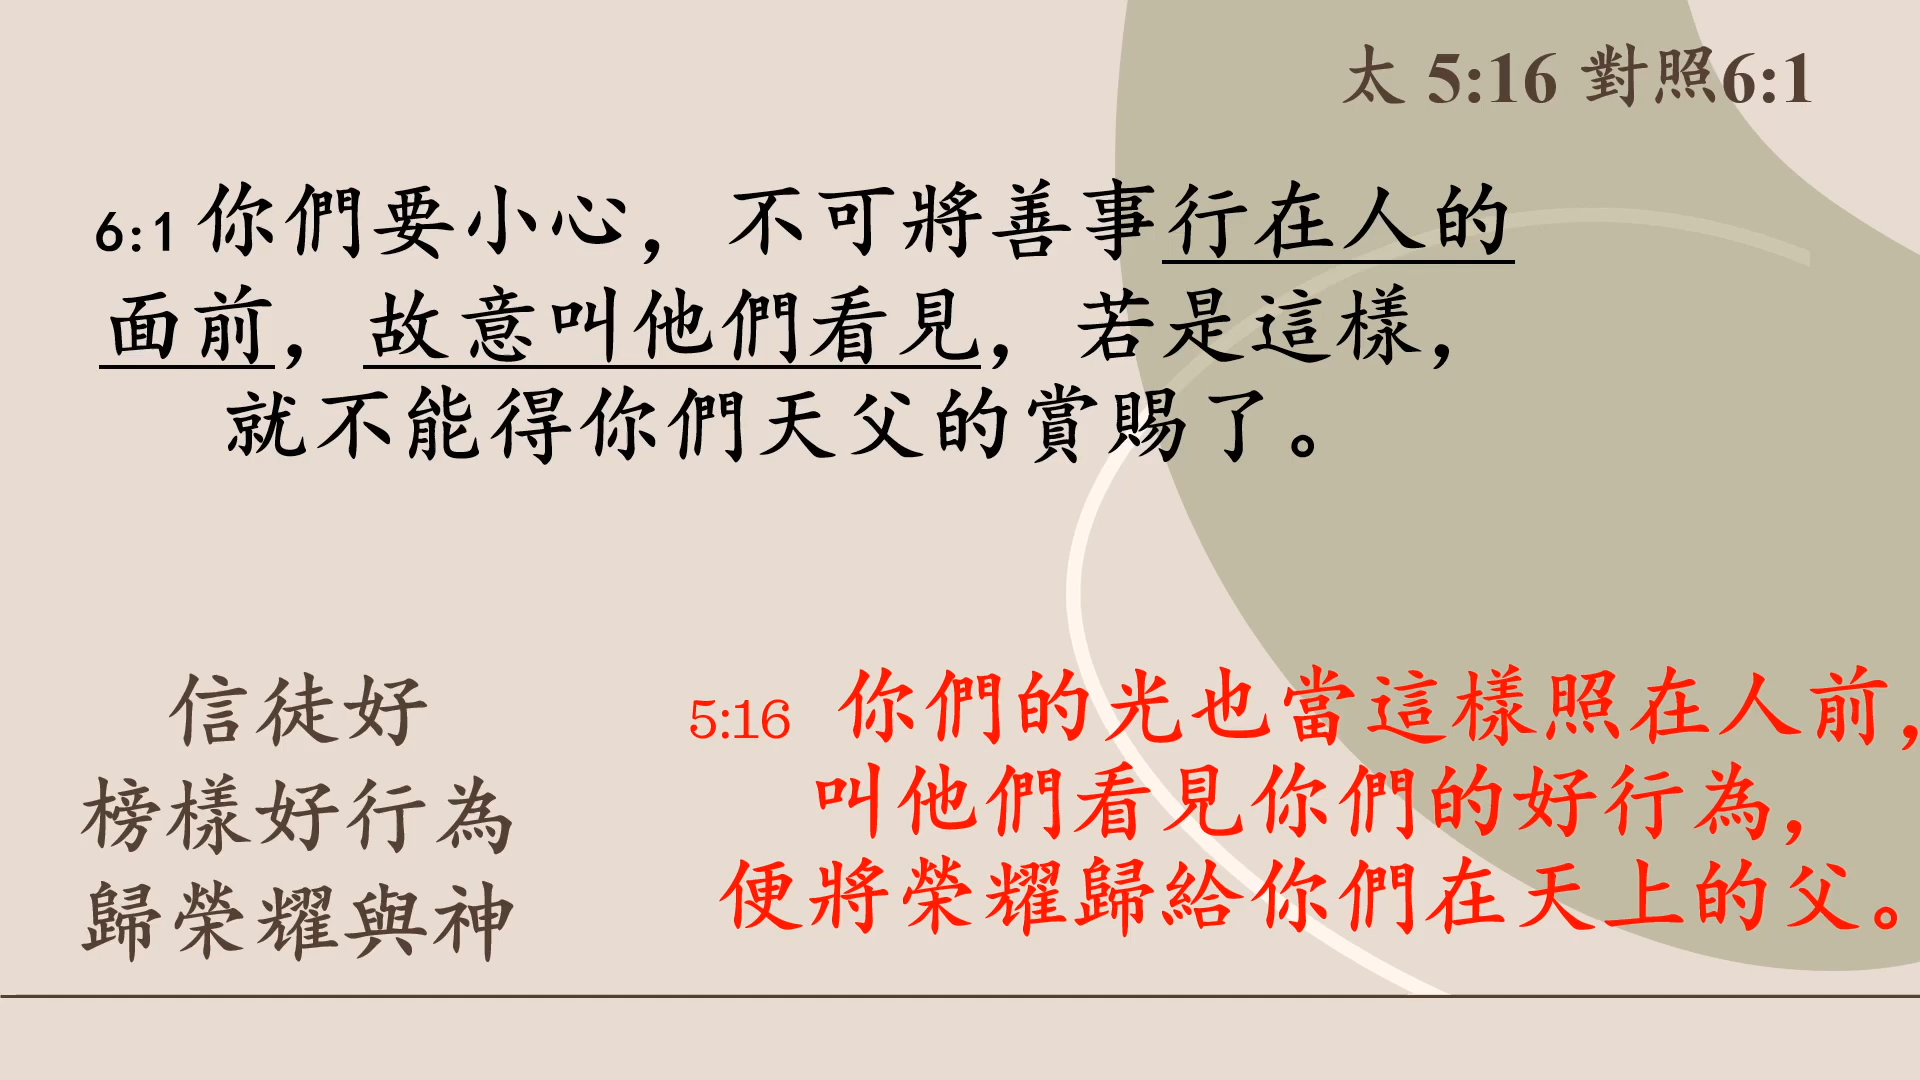 太 5:16 對照6:1
6:1 你們要小心，不可將善事行在人的
面前，故意叫他們看見，若是這樣，
就不能得你們天父的賞賜了。
信徒好
榜樣好行為
歸榮耀與神
5:16 你們的光也當這樣照在人前，
叫他們看見你們的好行為，
便將榮耀歸給你們在天上的父。